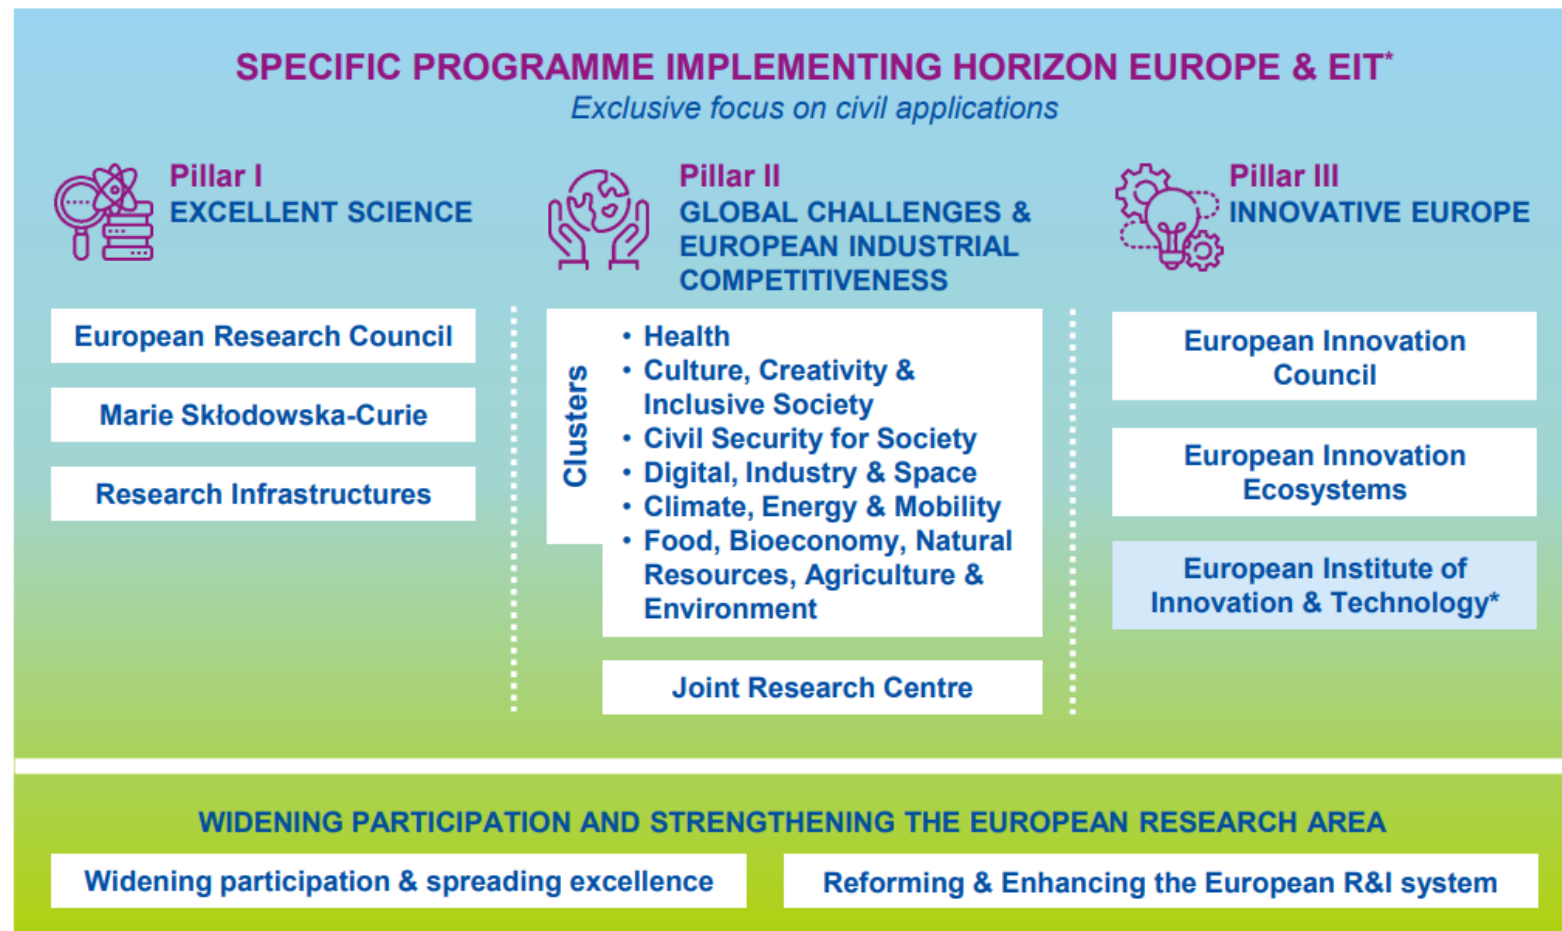 SPECIFIC PROGRAMME IMPLEMENTING HORIZON EUROPE & EIT*
Exclusive focus on civil applications
Pillar I
EXCELLENT SCIENCE
European Research Council
Marie Skłodowska-Curie
Research Infrastructures
Pillar II
GLOBAL CHALLENGES &
EUROPEAN INDUSTRIAL
COMPETITIVENESS
Clusters
• Health
• Culture, Creativity &
Inclusive Society
• Civil Security for Society
• Digital, Industry & Space
• Climate, Energy & Mobility
• Food, Bioeconomy, Natural
Resources, Agriculture &
Environment
Joint Research Centre
Pillar III
INNOVATIVE EUROPE
European Innovation
Council
European Innovation
Ecosystems
European Institute of
Innovation & Technology*
WIDENING PARTICIPATION AND STRENGTHENING THE EUROPEAN RESEARCH AREA
Widening participation & spreading excellence
Reforming & Enhancing the European R&I system